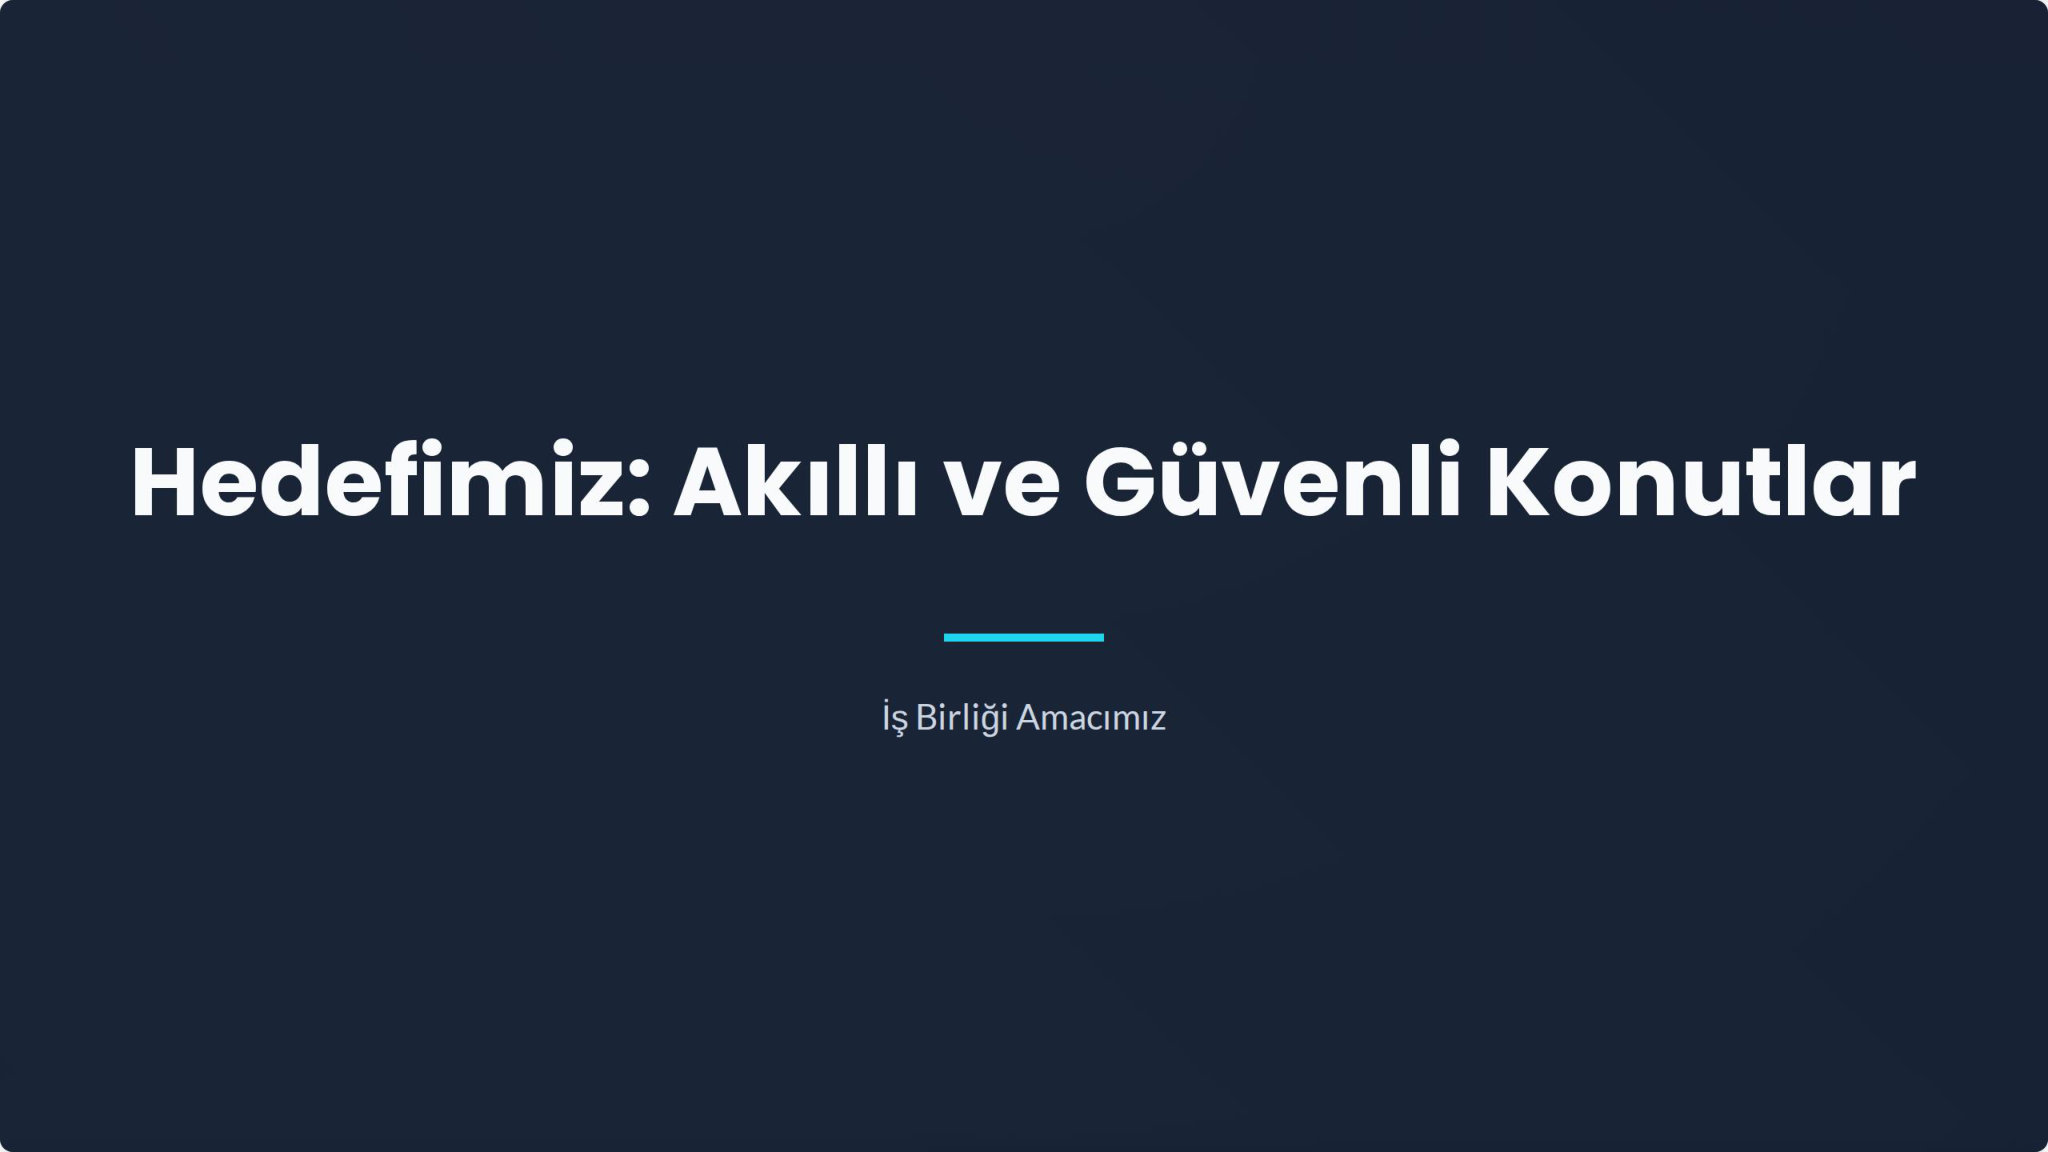 Hedefimiz: Akıllı ve Güvenli Konutlar
İş Birliği Amacımız